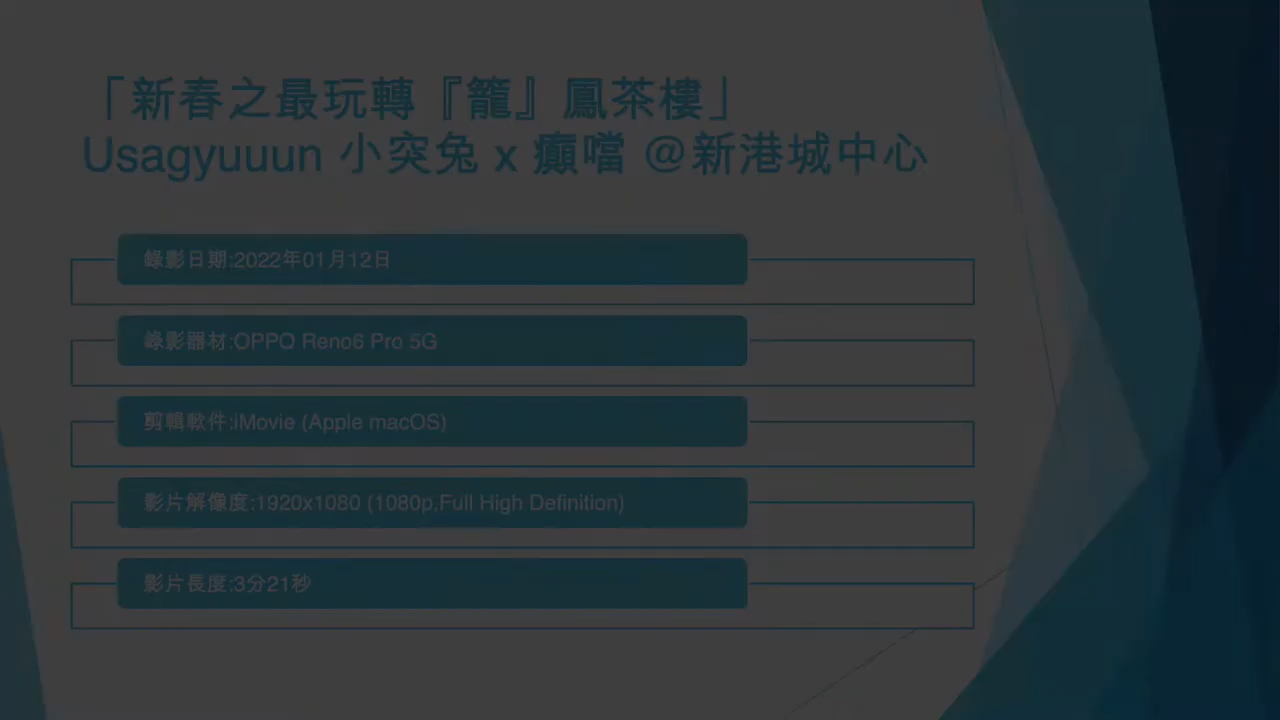 「新春之最玩轉『籠』鳳茶樓」
Usagyuuun 小突兔 x 癲噹 @新港城中心
錄影日期:2022年01月12日
錄影器材:OPPO Reno6 Pro 5G
剪輯軟件:iMovie (Apple macOS)
影片解像度:1920x1080 (1080p,Full High Definition)
影片長度:3分21秒